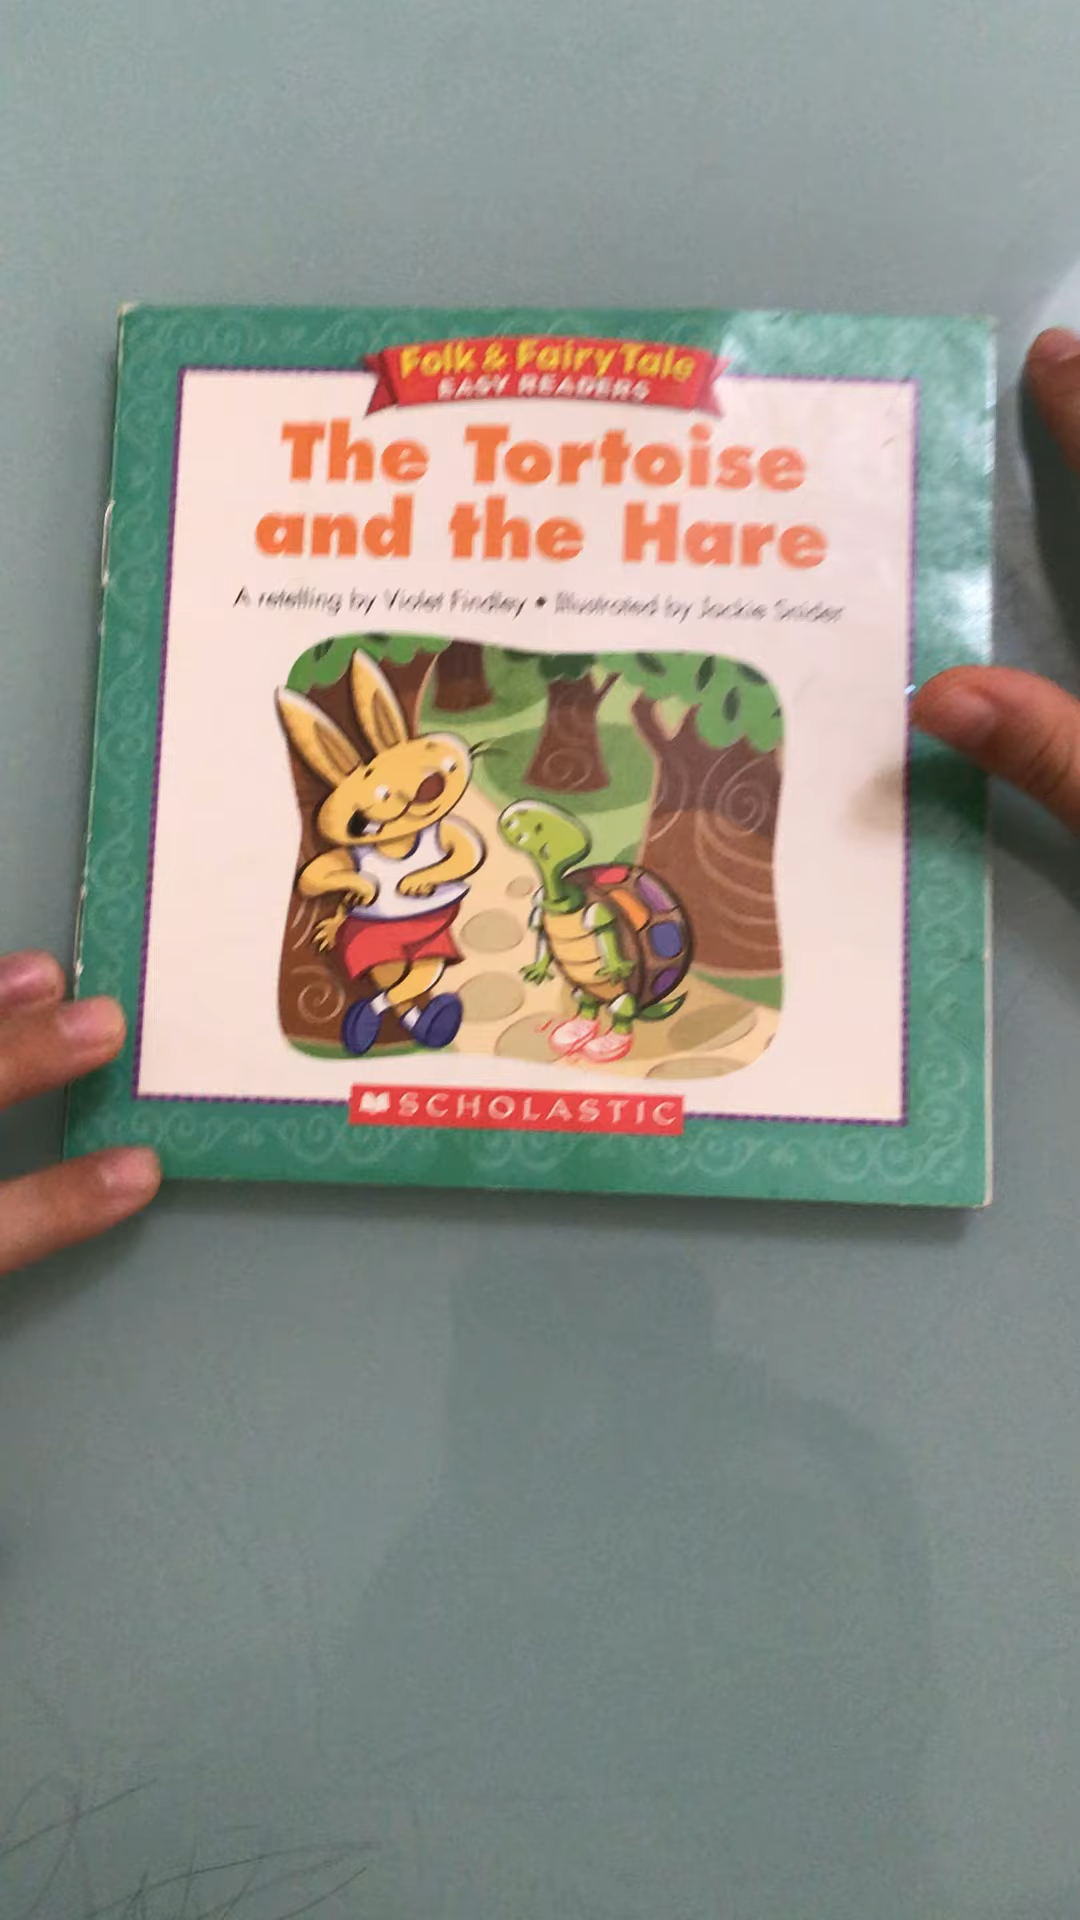 Folk & Fairy Tale
EASY READERS
The Tortoise
and the Hare
A retelling by Violet Findley • Illustrated by Jackie Snider
SCHOLASTIC